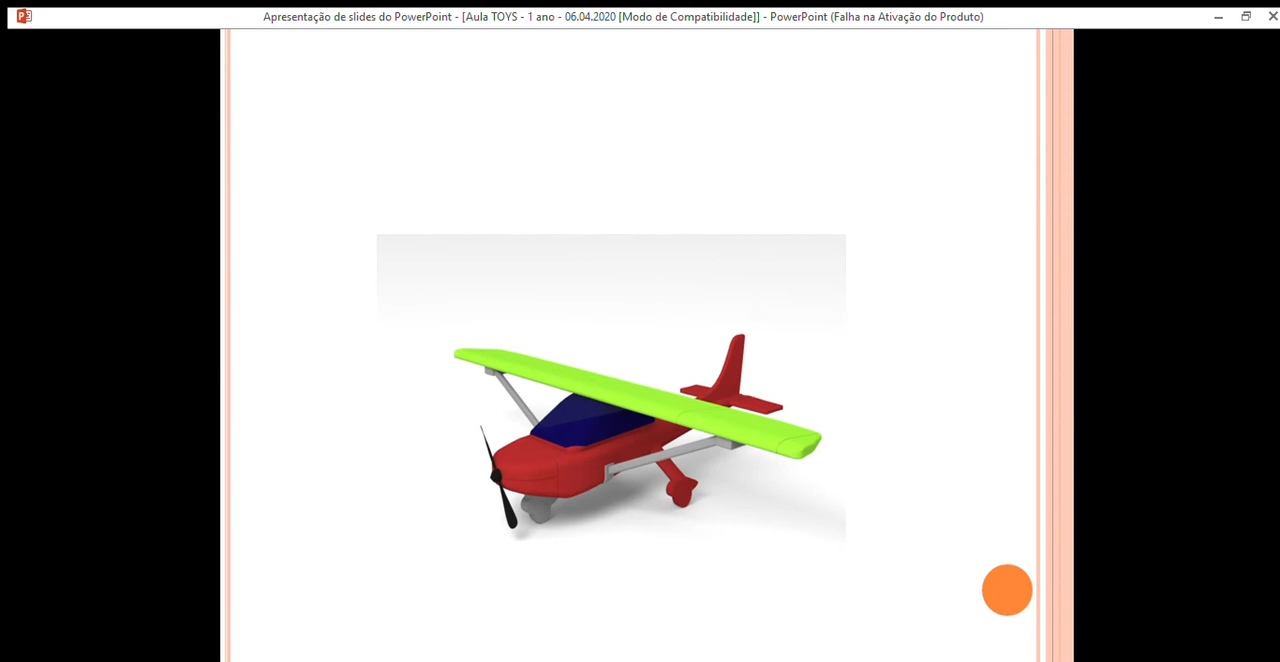 Apresentação de slides do PowerPoint - [Aula TOYS - 1 ano - 06.04.2020 [Modo de Compatibilidade]] - PowerPoint (Falha na Ativação do Produto)